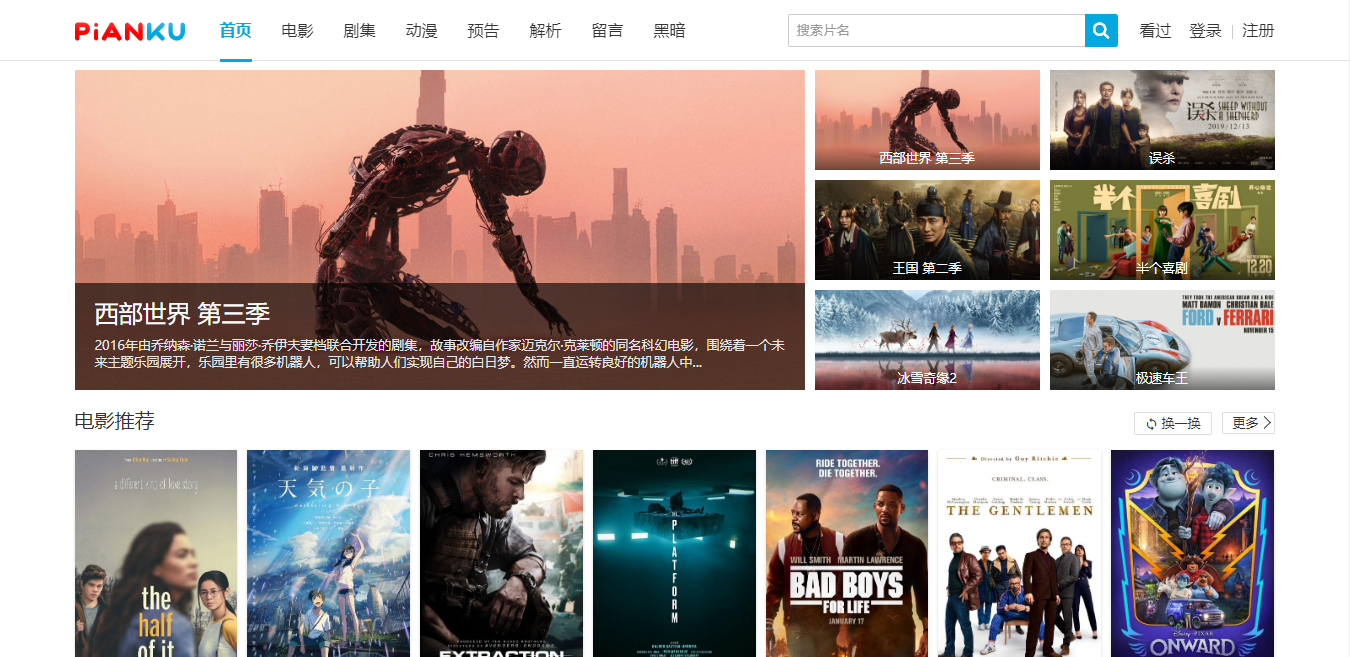 PiANKU
首页 电影 剧集 动漫 预告 解析 留言 黑暗
搜索片名
看过 登录 注册
西部世界 第三季
2016年由乔纳森·诺兰与丽莎·乔伊夫妻档联合开发的剧集，故事改编自作家迈克尔·克莱顿的同名科幻电影，围绕着一个未
来主题乐园展开，乐园里有很多机器人，可以帮助人们实现自己的白日梦。然而一直运转良好的机器人中...
西部世界 第三季
误杀
SHEEP WITHOUT
A SHEPHERD
2019/12/13
误杀
王国 第二季
半个喜剧
12.20
半个喜剧
冰雪奇缘2
THEY TOOK THE AMERICAN DREAM FOR A RIDE
MATT DAMON CHRISTIAN BALE
FORD v FERRARI
NOVEMBER 15
极速车王
电影推荐
换一换
更多
a different kind of love story
the
half
of it
天気の子
CHRIS HEMSWORTH
EXTRACTION
THE PLATFORM
RIDE TOGETHER.
DIE TOGETHER.
WILL SMITH MARTIN LAWRENCE
BAD BOYS
FOR LIFE
JANUARY 17
Directed by Guy Ritchie
CRIMINAL. CLASS.
THE GENTLEMEN
Disney·PIXAR
ONWARD